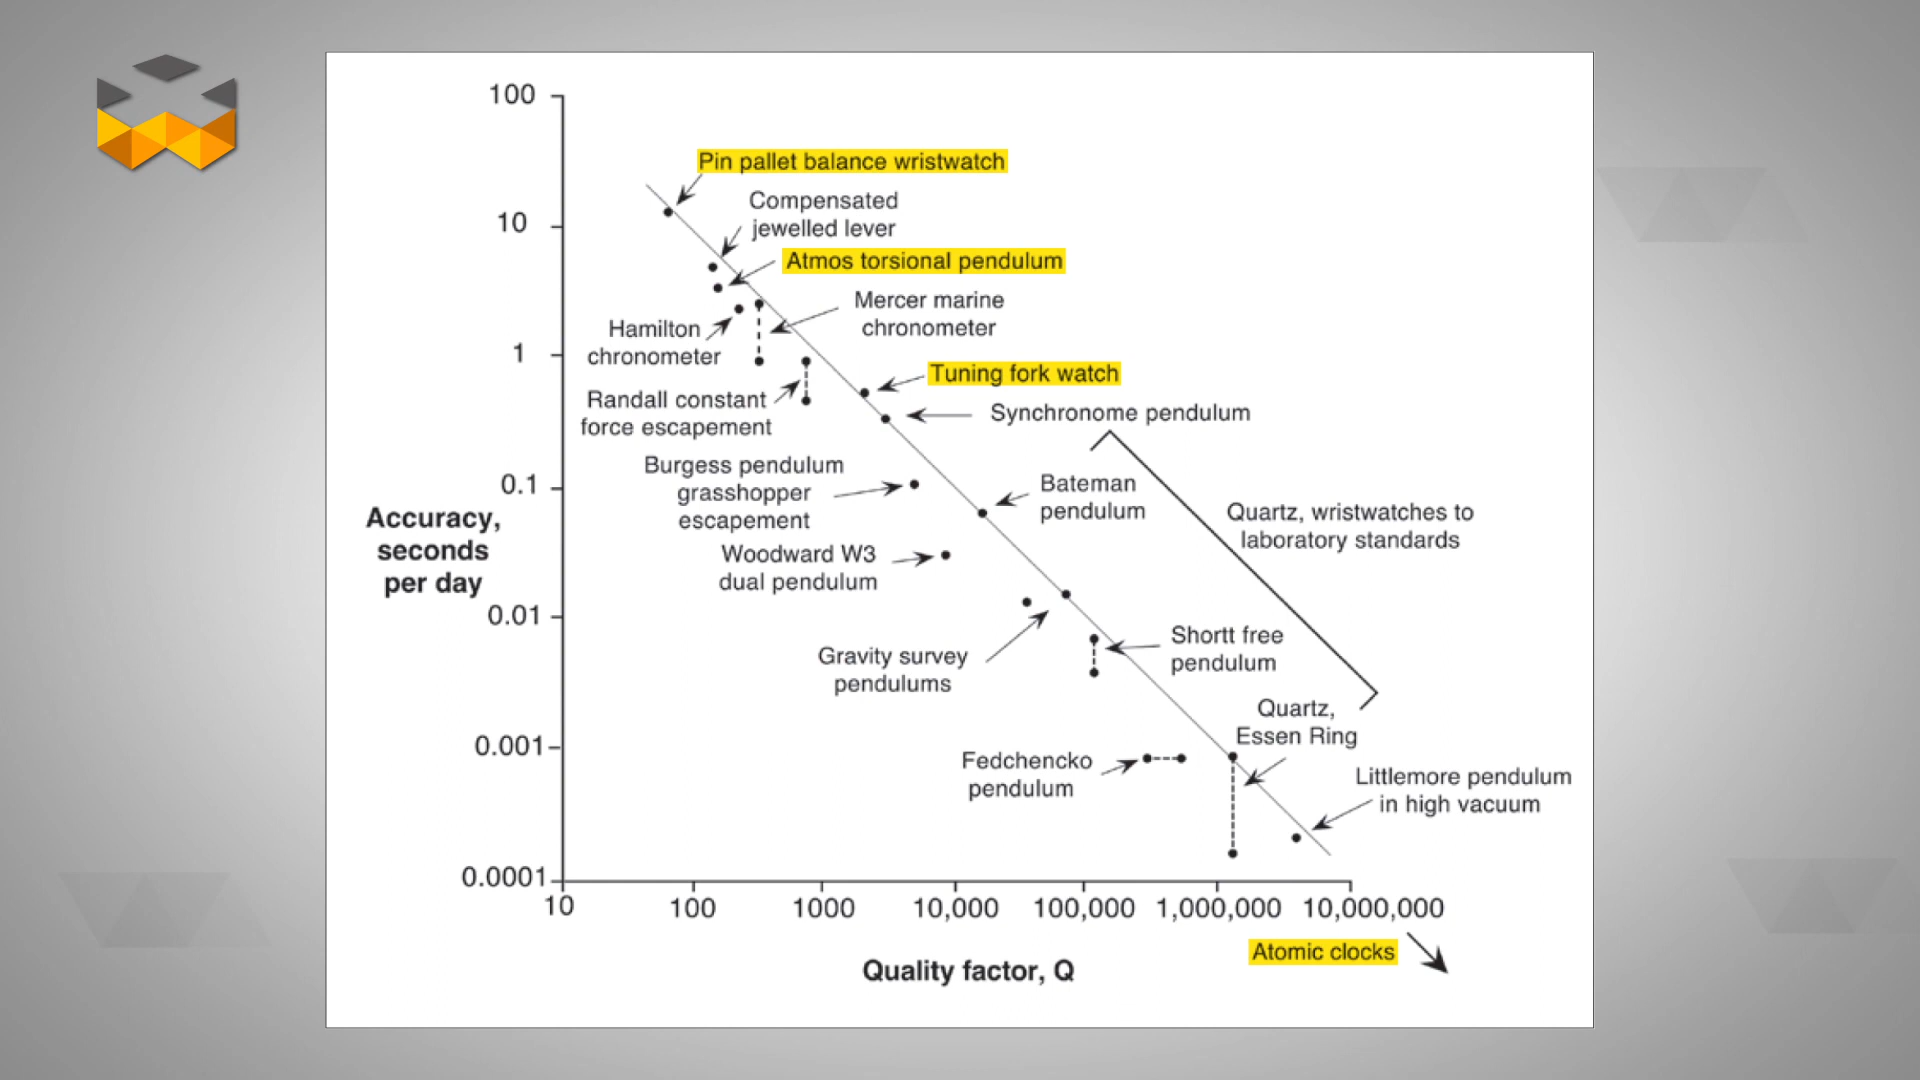 100
Pin pallet balance wristwatch
Compensated
jewelled lever
10
Atmos torsional pendulum
Mercer marine
chronometer
Hamilton
chronometer
1
Tuning fork watch
Randall constant
force escapement
Synchronome pendulum
Burgess pendulum
grasshopper
escapement
0.1
Bateman
pendulum
Quartz, wristwatches to
laboratory standards
Accuracy,
seconds
per day
Woodward W3
dual pendulum
0.01
Gravity survey
pendulums
Shortt free
pendulum
Quartz,
Essen Ring
0.001
Fedchencko
pendulum
Littlemore pendulum
in high vacuum
0.0001
10
100
1000
10,000
100,000
1,000,000
10,000,000
Atomic clocks
Quality factor, Q